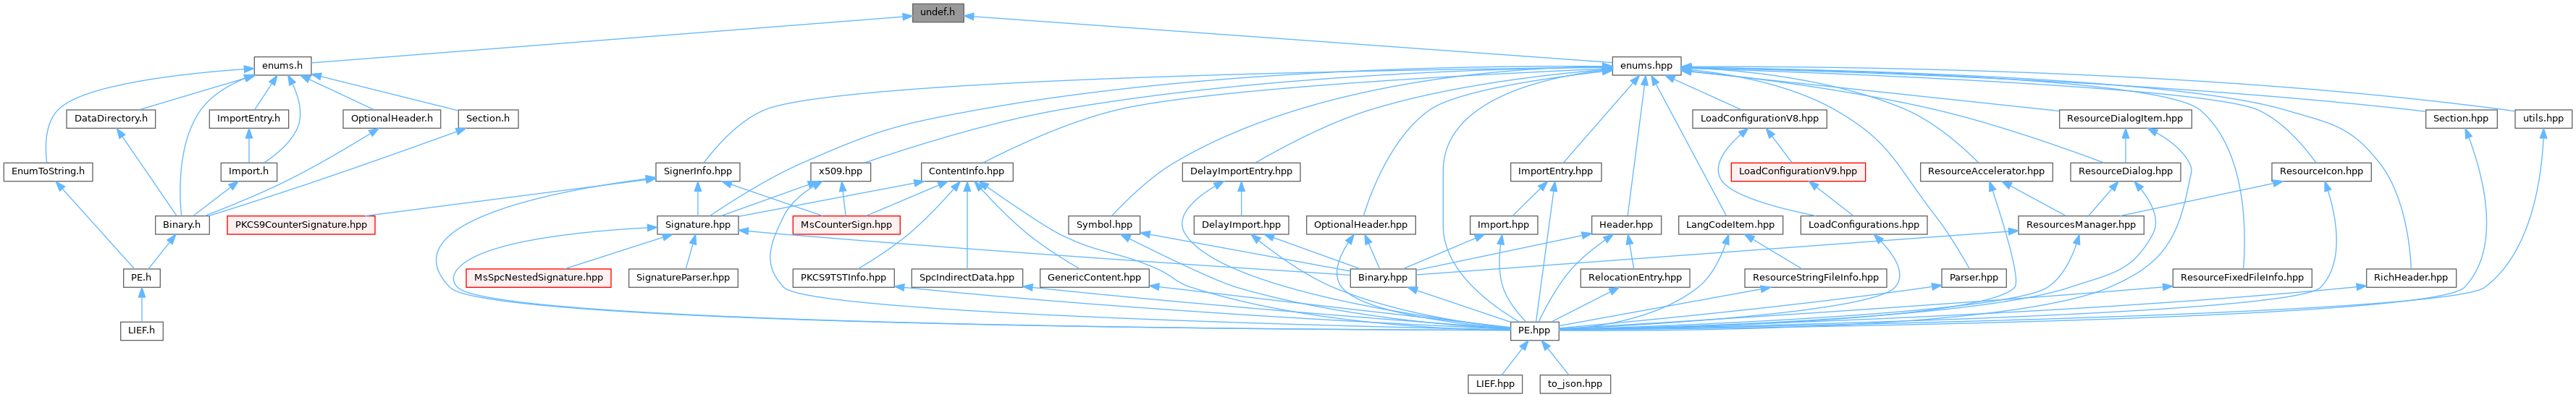 undef.h
enums.h
enums.hpp
DataDirectory.h
ImportEntry.h
OptionalHeader.h
Section.h
LoadConfigurationV8.hpp
ResourceDialogItem.hpp
Section.hpp
utils.hpp
EnumToString.h
Import.h
SignerInfo.hpp
x509.hpp
ContentInfo.hpp
DelayImportEntry.hpp
ImportEntry.hpp
LoadConfigurationV9.hpp
ResourceAccelerator.hpp
ResourceDialog.hpp
ResourceIcon.hpp
Binary.h
PKCS9CounterSignature.hpp
Signature.hpp
MsCounterSign.hpp
Symbol.hpp
DelayImport.hpp
OptionalHeader.hpp
Import.hpp
Header.hpp
LangCodeItem.hpp
LoadConfigurations.hpp
ResourcesManager.hpp
PE.h
MsSpcNestedSignature.hpp
SignatureParser.hpp
PKCS9TSTInfo.hpp
SpcIndirectData.hpp
GenericContent.hpp
Binary.hpp
RelocationEntry.hpp
ResourceStringFileInfo.hpp
Parser.hpp
ResourceFixedFileInfo.hpp
RichHeader.hpp
LIEF.h
PE.hpp
LIEF.hpp
to_json.hpp